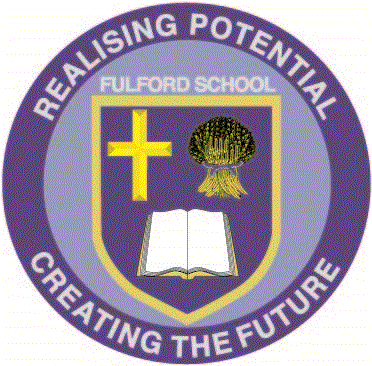 REALISING POTENTIAL
FULFORD SCHOOL
CREATING THE FUTURE